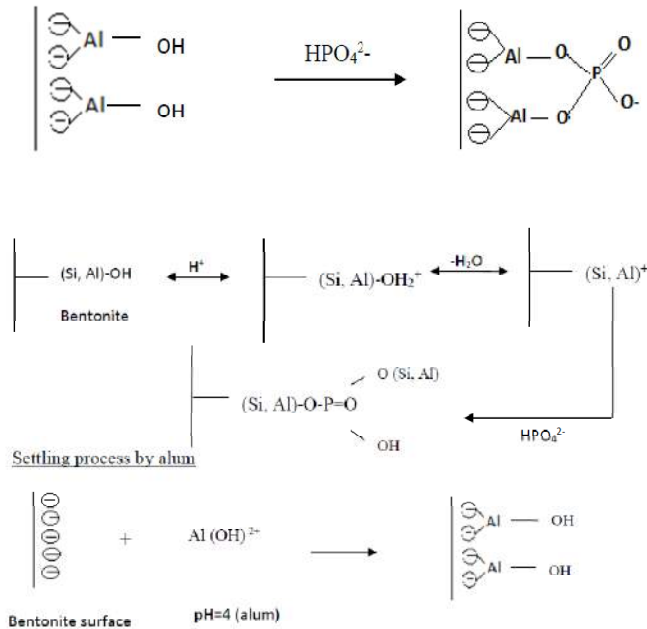 Al — OH
HPO₄²-
Al — OH
Al — O
P
O
O-
Al — O
(Si, Al)-OH
H⁺
(Si, Al)-OH₂⁺
-H₂O
(Si, Al)⁺
Bentonite
O (Si, Al)
(Si, Al)-O-P=O
OH
HPO₄²-
Settling process by alum
+ Al (OH) ²⁺
Al — OH
Al — OH
Bentonite surface
pH=4 (alum)